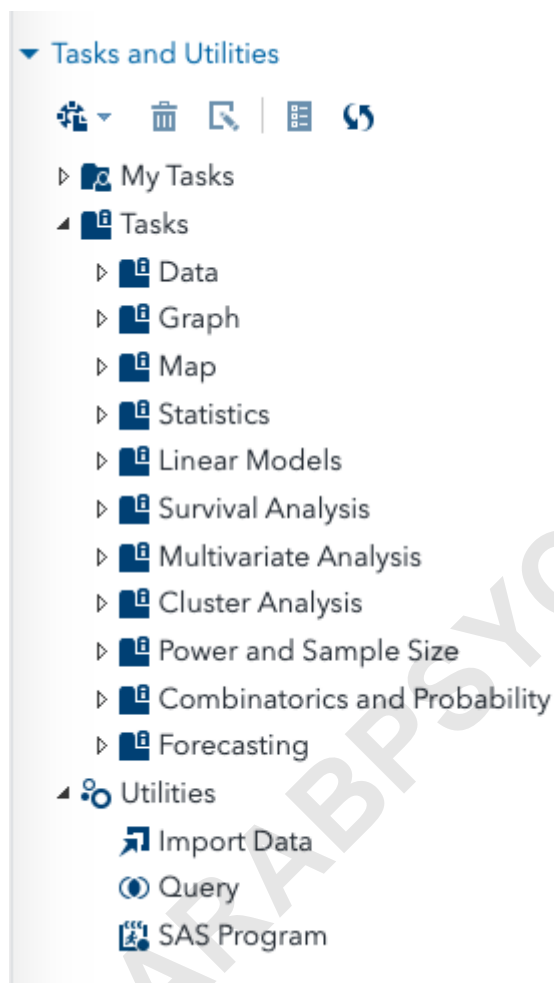 Tasks and Utilities
My Tasks
Tasks
Data
Graph
Map
Statistics
Linear Models
Survival Analysis
Multivariate Analysis
Cluster Analysis
Power and Sample Size
Combinatorics and Probability
Forecasting
Utilities
Import Data
Query
SAS Program
ARABPSYC